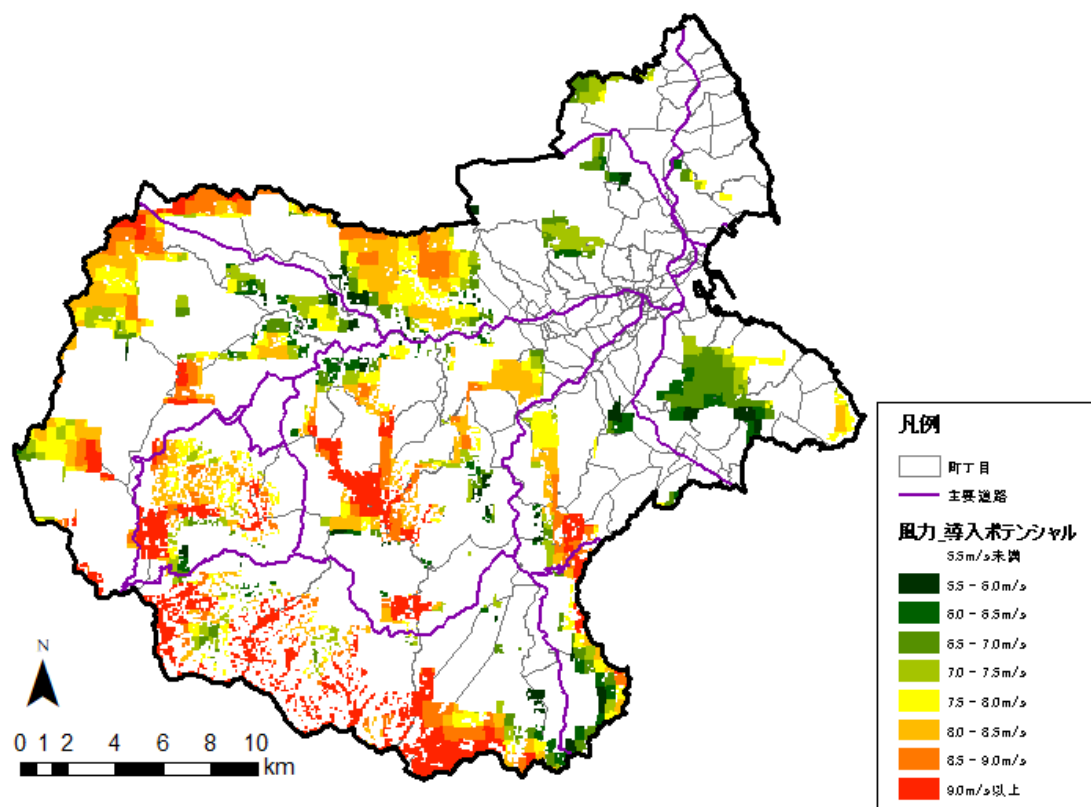 凡例
町丁目
主要道路
風力_導入ポテンシャル
5.5m/s未満
5.5 - 6.0m/s
6.0 - 6.5m/s
6.5 - 7.0m/s
7.0 - 7.5m/s
7.5 - 8.0m/s
8.0 - 8.5m/s
8.5 - 9.0m/s
9.0m/s以上
N
0 1 2 4 6 8 10
km